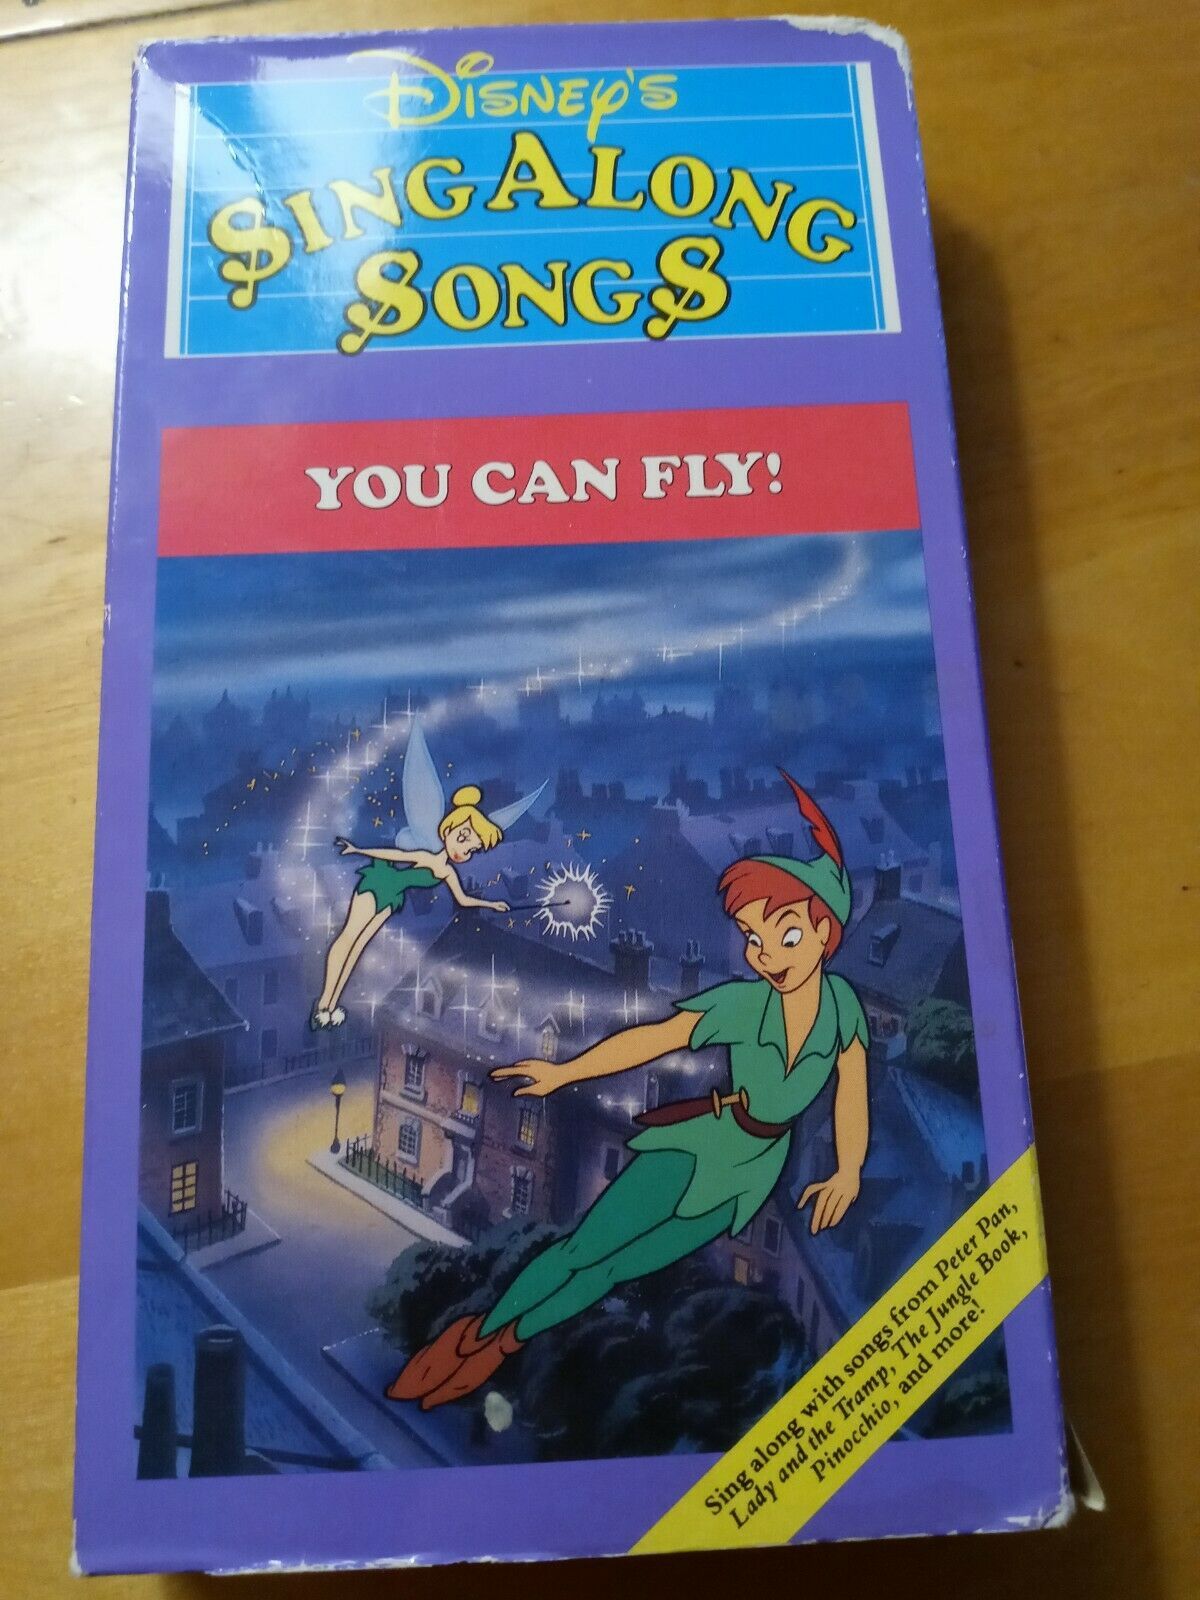 Disney's
Sing Along
Songs
YOU CAN FLY!
Sing along with songs from Peter Pan,
Lady and the Tramp, The Jungle Book,
Pinocchio, and more!